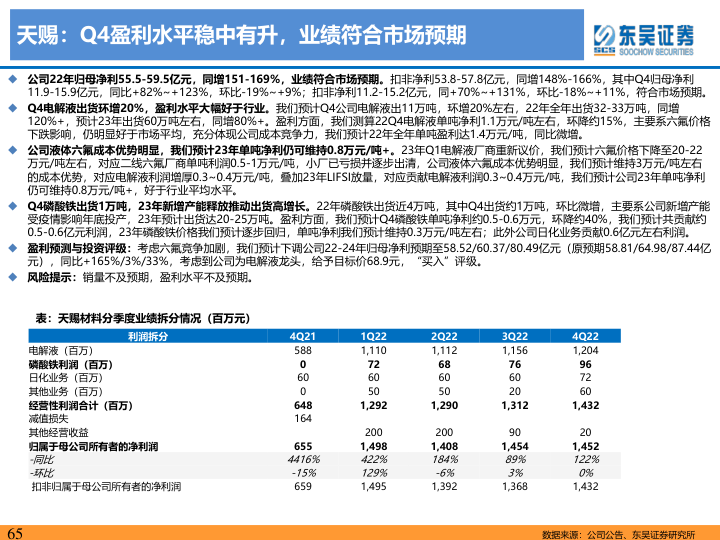 天赐：Q4盈利水平稳中有升，业绩符合市场预期
东吴证券
SCS SOOCHOW SECURITIES
◆ 公司22年归母净利55.5-59.5亿元，同增151-169%，业绩符合市场预期。扣非净利53.8-57.8亿元，同增148%-166%，其中Q4归母净利
11.9-15.9亿元，同比+82%~+123%，环比-19%~+9%；扣非净利11.2-15.2亿元，同+70%~+131%，环比-18%~+11%，符合市场预期。
◆ Q4电解液出货环增20%，盈利水平大幅好于行业。我们预计Q4公司电解液出11万吨，环增20%左右，22年全年出货32-33万吨，同增
120%+，预计23年出货60万吨左右，同增80%+。盈利方面，我们测算22Q4电解液单吨净利1.1万元/吨左右，环降约15%，主要系六氟价格
下跌影响，仍明显好于市场平均，充分体现公司成本竞争力，我们预计22年全年单吨盈利达1.4万元/吨，同比微增。
◆ 公司液体六氟成本优势明显，我们预计23年单吨净利仍可维持0.8万元/吨+。23年Q1电解液厂商重新议价，我们预计六氟价格下降至20-22
万元/吨左右，对应二线六氟厂商单吨利润0.5-1万元/吨，小厂已亏损并逐步出清，公司液体六氟成本优势明显，我们预计维持3万元/吨左右
的成本优势，对应电解液利润增厚0.3~0.4万元/吨，叠加23年LIFSI放量，对应贡献电解液利润0.3~0.4万元/吨，我们预计公司23年单吨净利
仍可维持0.8万元/吨+，好于行业平均水平。
◆ Q4磷酸铁出货1万吨，23年新增产能释放推动出货高增长。22年磷酸铁出货近4万吨，其中Q4出货约1万吨，环比微增，主要系公司新增产能
受疫情影响年底投产，23年预计出货达20-25万吨。盈利方面，我们预计Q4磷酸铁单吨净利约0.5-0.6万元，环降约40%，我们预计共贡献约
0.5-0.6亿元利润，23年磷酸铁价格我们预计逐步回归，单吨净利我们预计维持0.3万元/吨左右；此外公司日化业务贡献0.6亿元左右利润。
◆ 盈利预测与投资评级：考虑六氟竞争加剧，我们预计下调公司22-24年归母净利预期至58.52/60.37/80.49亿元（原预期58.81/64.98/87.44亿
元），同比+165%/3%/33%，考虑到公司为电解液龙头，给予目标价68.9元，“买入”评级。
◆ 风险提示：销量不及预期，盈利水平不及预期。
表：天赐材料分季度业绩拆分情况（百万元）
利润拆分 4Q21 1Q22 2Q22 3Q22 4Q22
电解液（百万） 588 1,110 1,112 1,156 1,204
磷酸铁利润（百万） 0 72 68 76 96
日化业务（百万） 60 60 60 60 72
其他业务（百万） 0 50 50 20 60
经营性利润合计（百万） 648 1,292 1,290 1,312 1,432
减值损失 164
其他经营收益 200 200 90 20
归属于母公司所有者的净利润 655 1,498 1,408 1,454 1,452
-同比 4416% 422% 184% 89% 122%
-环比 -15% 129% -6% 3% 0%
扣非归属于母公司所有者的净利润 659 1,495 1,392 1,368 1,432
65
数据来源：公司公告、东吴证券研究所